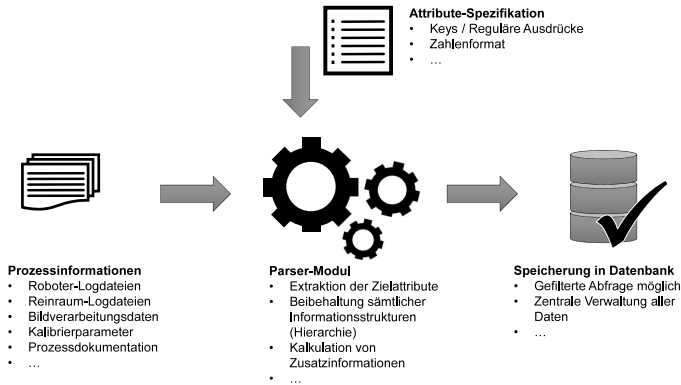 Attribute-Spezifikation
• Keys / Reguläre Ausdrücke
• Zahlenformat
• ...
Prozessinformationen
• Roboter-Logdateien
• Reinraum-Logdateien
• Bildverarbeitungsdaten
• Kalibrierparameter
• Prozessdokumentation
• ...
Parser-Modul
• Extraktion der Zielattribute
• Beibehaltung sämtlicher
Informationsstrukturen
(Hierarchie)
• Kalkulation von
Zusatzinformationen
• ...
Speicherung in Datenbank
• Gefilterte Abfrage möglich
• Zentrale Verwaltung aller
Daten
• ...